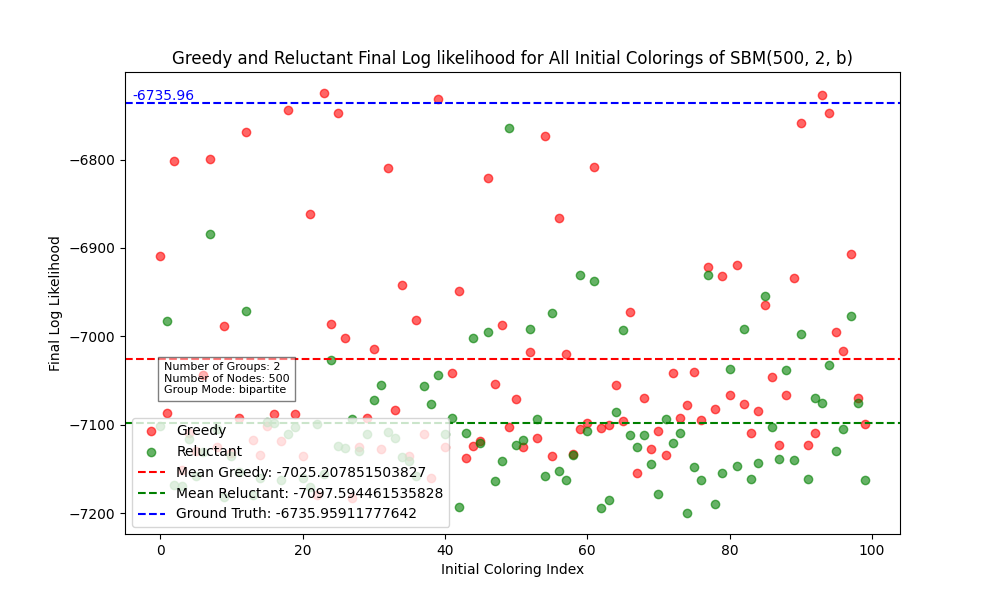 Greedy and Reluctant Final Log likelihood for All Initial Colorings of SBM(500, 2, b)
-6735.96
−6800
−6900
−7000
−7100
−7200
Final Log Likelihood
Number of Groups: 2
Number of Nodes: 500
Group Mode: bipartite
Greedy
Reluctant
Mean Greedy: -7025.207851503827
Mean Reluctant: -7097.594461535828
Ground Truth: -6735.95911777642
0
20
40
60
80
100
Initial Coloring Index